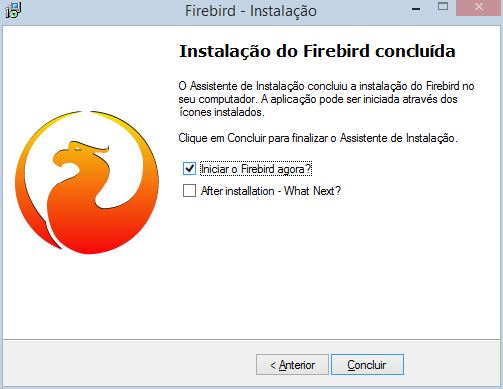 Firebird - Instalação
Instalação do Firebird concluída
O Assistente de Instalação concluiu a instalação do Firebird no
seu computador. A aplicação pode ser iniciada através dos
ícones instalados.
Clique em Concluir para finalizar o Assistente de Instalação.
Iniciar o Firebird agora?
After installation - What Next?
< Anterior
Concluir